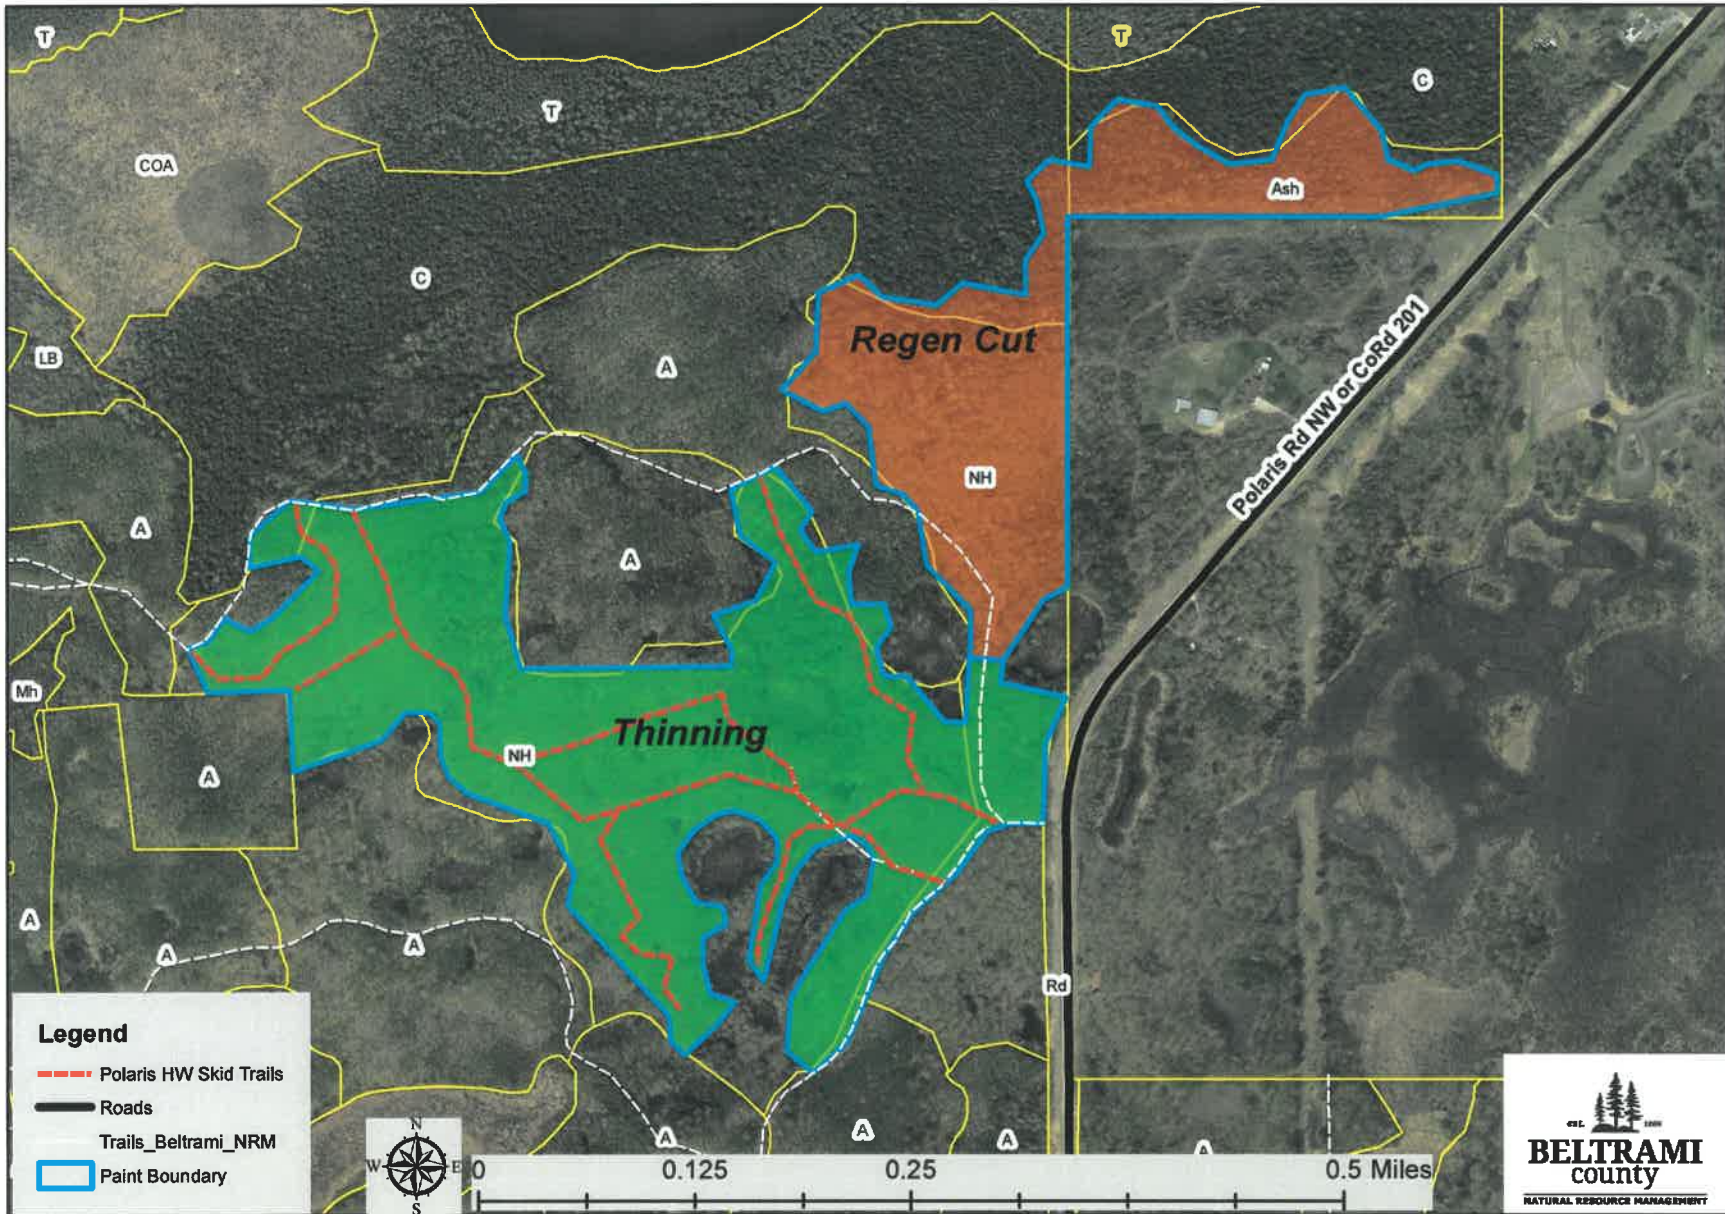 T
T
T
C
COA
Ash
C
Regen Cut
LB
A
Polaris Rd NW or CoRd 201
NH
A
A
Mh
Thinning
NH
A
A
A
A
Rd
A
A
A
A
Legend
Polaris HW Skid Trails
Roads
Trails_Beltrami_NRM
Paint Boundary
N
W
E
S
0
0.125
0.25
0.5 Miles
EST.
BELTRAMI
county
NATURAL RESOURCE MANAGEMENT